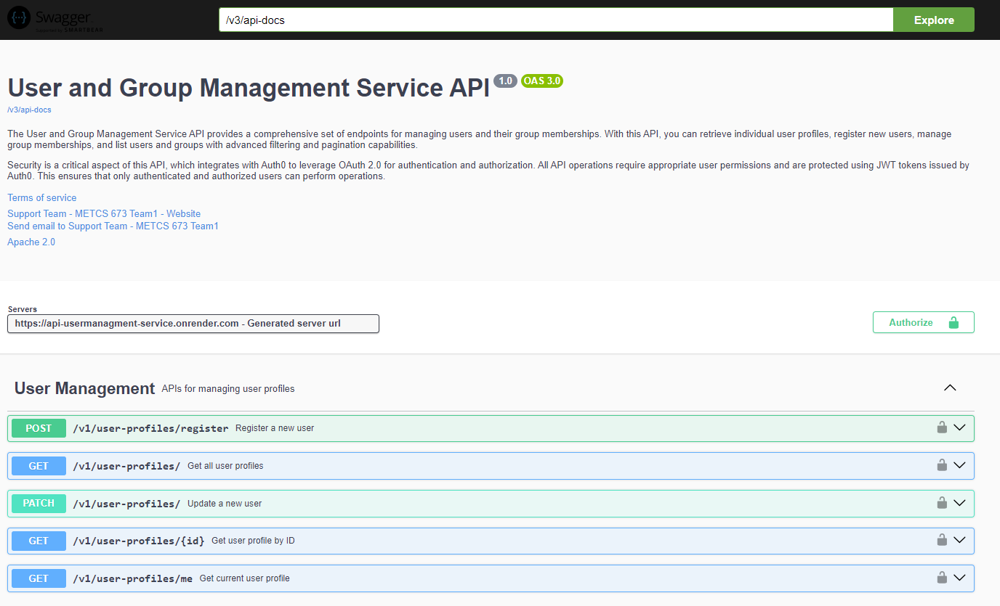 Swagger
Supported by SMARTBEAR
/v3/api-docs
Explore
User and Group Management Service API 1.0 OAS 3.0
/v3/api-docs
The User and Group Management Service API provides a comprehensive set of endpoints for managing users and their group memberships. With this API, you can retrieve individual user profiles, register new users, manage
group memberships, and list users and groups with advanced filtering and pagination capabilities.
Security is a critical aspect of this API, which integrates with Auth0 to leverage OAuth 2.0 for authentication and authorization. All API operations require appropriate user permissions and are protected using JWT tokens issued by
Auth0. This ensures that only authenticated and authorized users can perform operations.
Terms of service
Support Team - METCS 673 Team1 - Website
Send email to Support Team - METCS 673 Team1
Apache 2.0
Servers
https://api-usermanagment-service.onrender.com - Generated server url
Authorize
User Management APIs for managing user profiles
POST /v1/user-profiles/register Register a new user
GET /v1/user-profiles/ Get all user profiles
PATCH /v1/user-profiles/ Update a new user
GET /v1/user-profiles/{id} Get user profile by ID
GET /v1/user-profiles/me Get current user profile